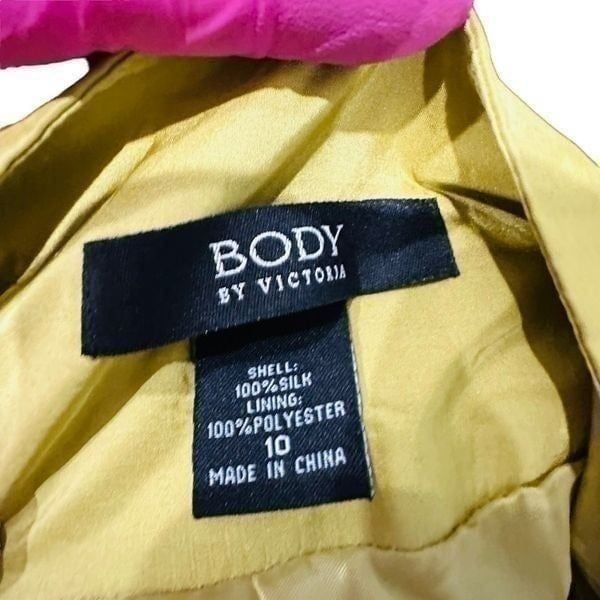 BODY
BY VICTORIA
SHELL:
100%SILK
LINING:
100%POLYESTER
10
MADE IN CHINA